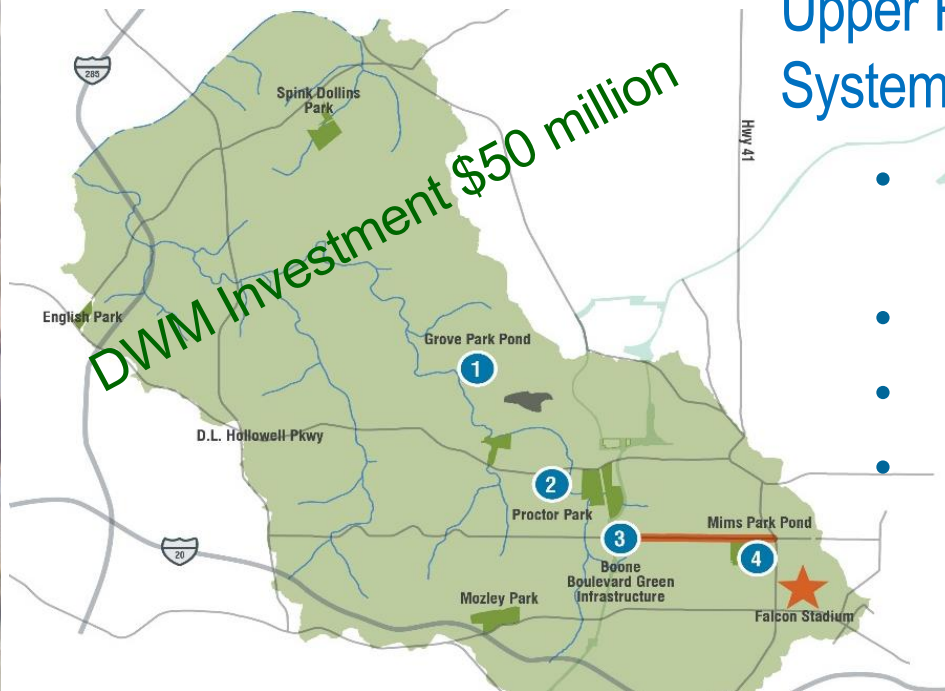 Upper
System
285
Spink Dollins
Park
Hwy 41
DWM Investment $50 million
English Park
Grove Park Pond
1
D.L. Hollowell Pkwy
2
Proctor Park
Mims Park Pond
3
4
Boone
Boulevard Green
Infrastructure
20
Mozley Park
Falcon Stadium